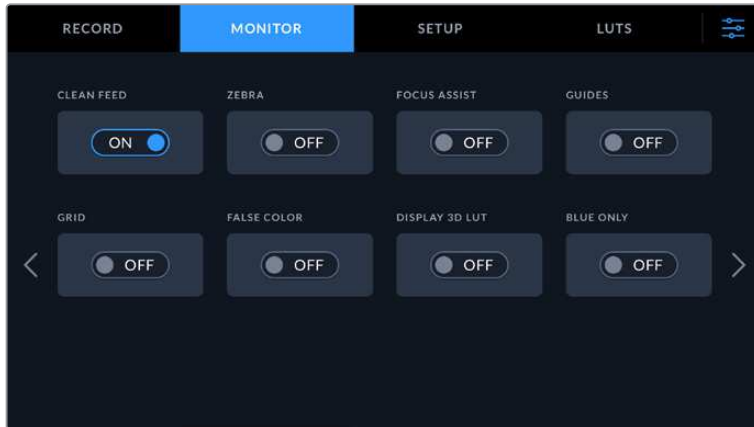 RECORD MONITOR SETUP LUTS
CLEAN FEED ZEBRA FOCUS ASSIST GUIDES
ON OFF OFF OFF
GRID FALSE COLOR DISPLAY 3D LUT BLUE ONLY
OFF OFF OFF OFF